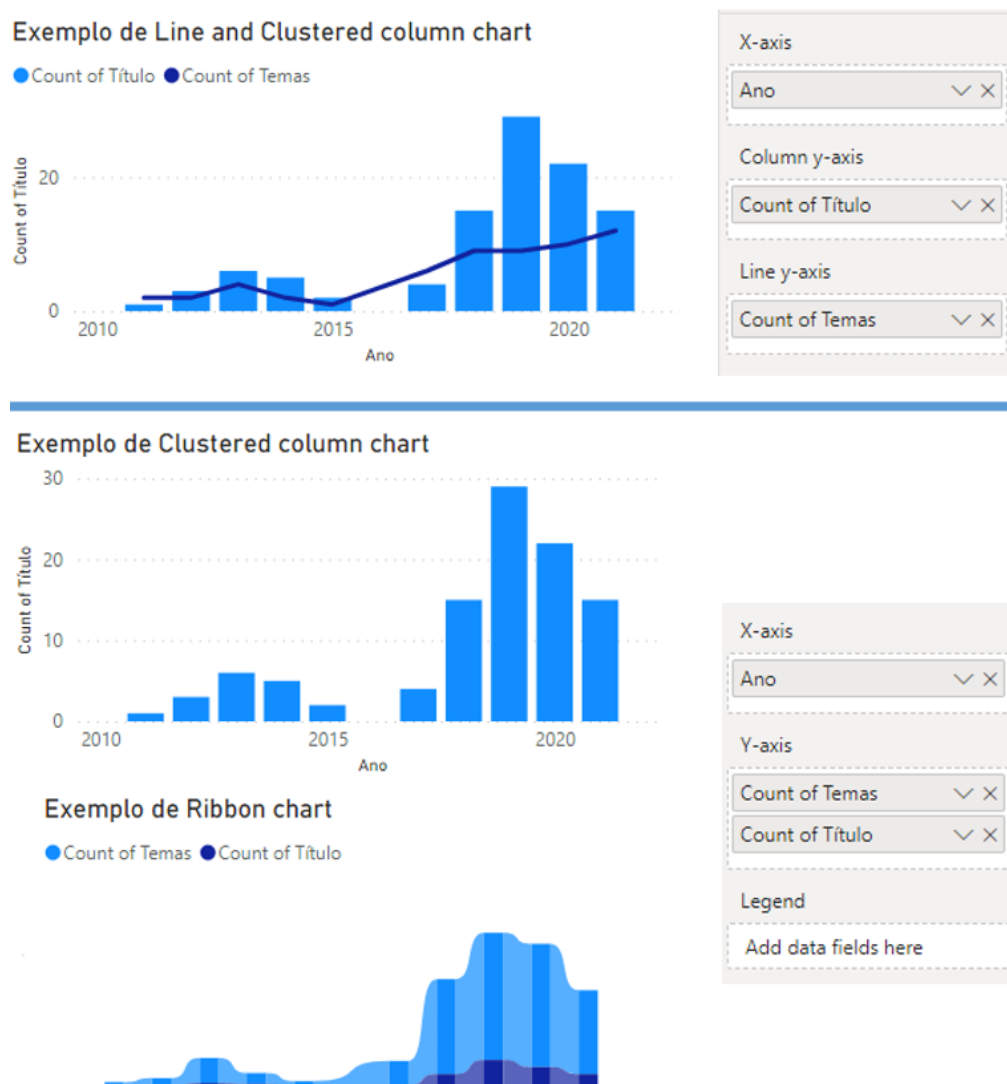 Exemplo de Line and Clustered column chart
Count of Título Count of Temas
Count of Título
20
0
2010 2015 2020
Ano
X-axis
Ano
Column y-axis
Count of Título
Line y-axis
Count of Temas
Exemplo de Clustered column chart
Count of Título
30
20
10
0
2010 2015 2020
Ano
Exemplo de Ribbon chart
Count of Temas Count of Título
X-axis
Ano
Y-axis
Count of Temas
Count of Título
Legend
Add data fields here